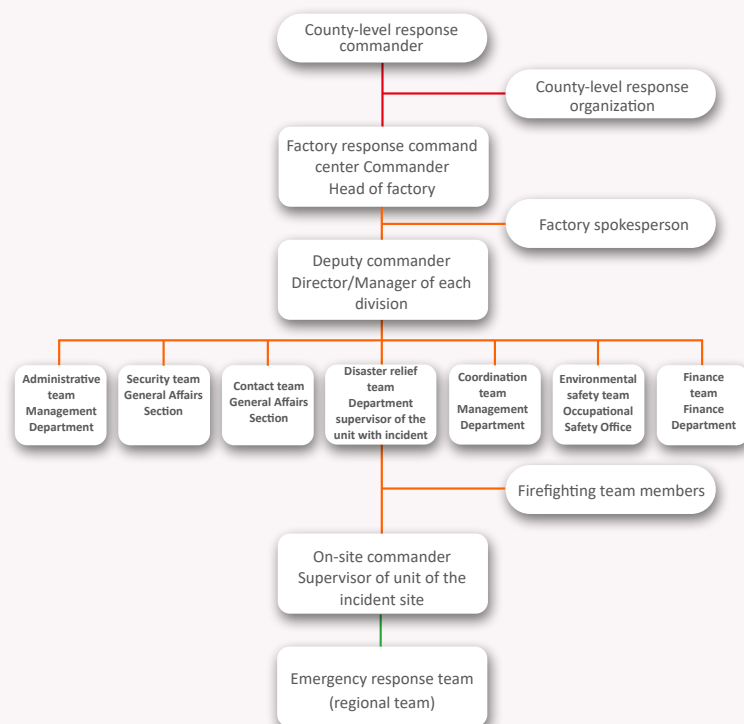 County-level response
commander
County-level response
organization
Factory response command
center Commander
Head of factory
Factory spokesperson
Deputy commander
Director/Manager of each
division
Administrative
team
Management
Department
Security team
General Affairs
Section
Contact team
General Affairs
Section
Disaster relief
team
Department
supervisor of the
unit with incident
Coordination
team
Management
Department
Environmental
safety team
Occupational
Safety Office
Finance
team
Finance
Department
Firefighting team members
On-site commander
Supervisor of unit of the
incident site
Emergency response team
(regional team)